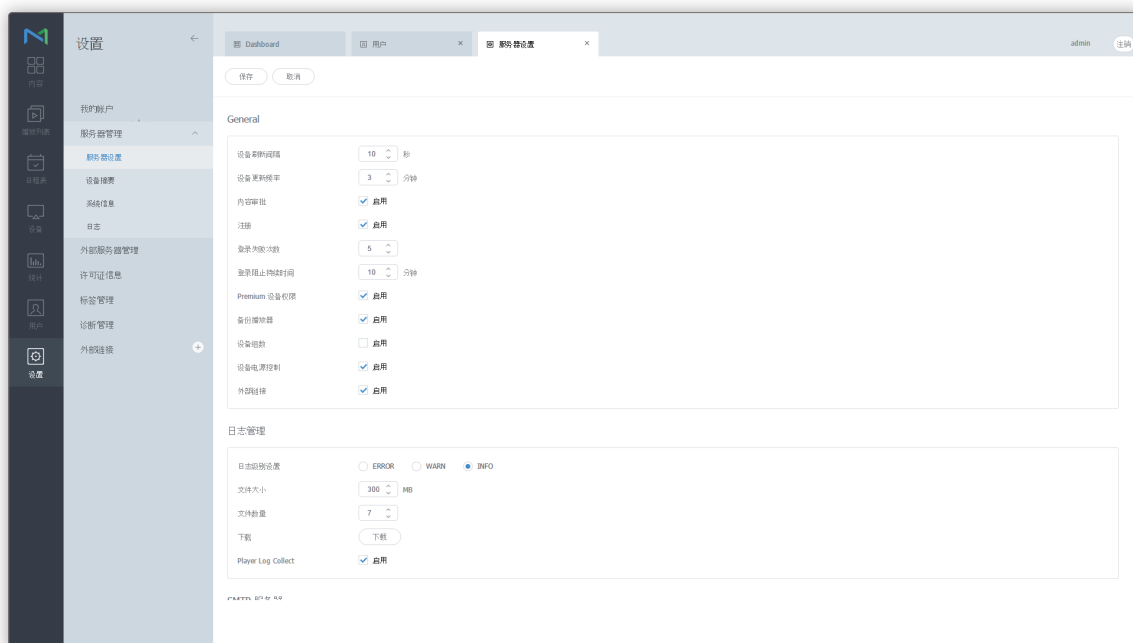 设置
Dashboard
用户
服务器设置
admin
注销
保存
取消
内容
播放列表
日程表
设备
统计
用户
设置
我的账户
服务器管理
服务器设置
设备摘要
系统信息
日志
外部服务器管理
许可证信息
标签管理
诊断管理
外部链接
General
设备刷新间隔 10 秒
设备更新频率 3 分钟
内容审批 启用
注册 启用
登录失败次数 5
登录阻止持续时间 10 分钟
Premium 设备权限 启用
备份播放器 启用
设备组数 启用
设备电源控制 启用
外部链接 启用
日志管理
日志级别设置 ERROR WARN INFO
文件大小 300 MB
文件数量 7
下载 下载
Player Log Collect 启用
SMTP 服务器